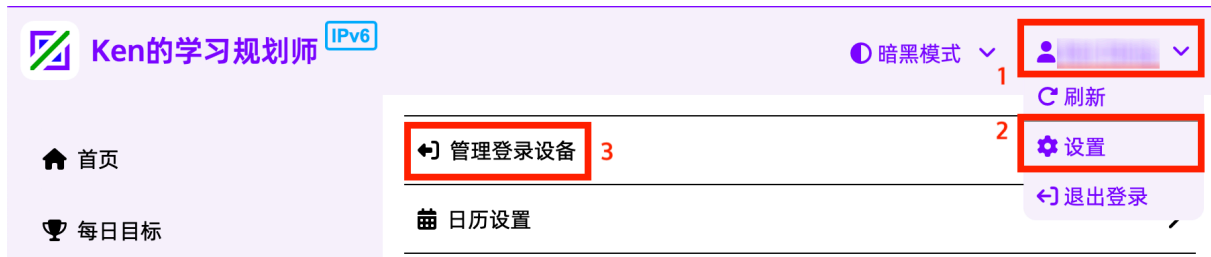 Ken的学习规划师 IPv6
暗黑模式
1
刷新
2
设置
退出登录
首页
每日目标
管理登录设备 3
日历设置